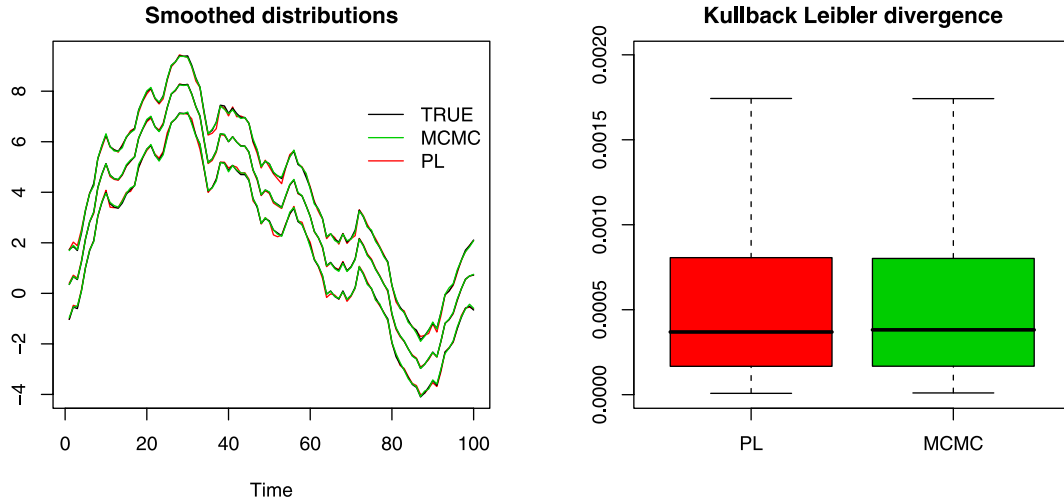 Smoothed distributions
8
6
4
2
0
−2
−4
TRUE
MCMC
PL
0 20 40 60 80 100
Time
Kullback Leibler divergence
0.0020
0.0015
0.0010
0.0005
0.0000
PL MCMC